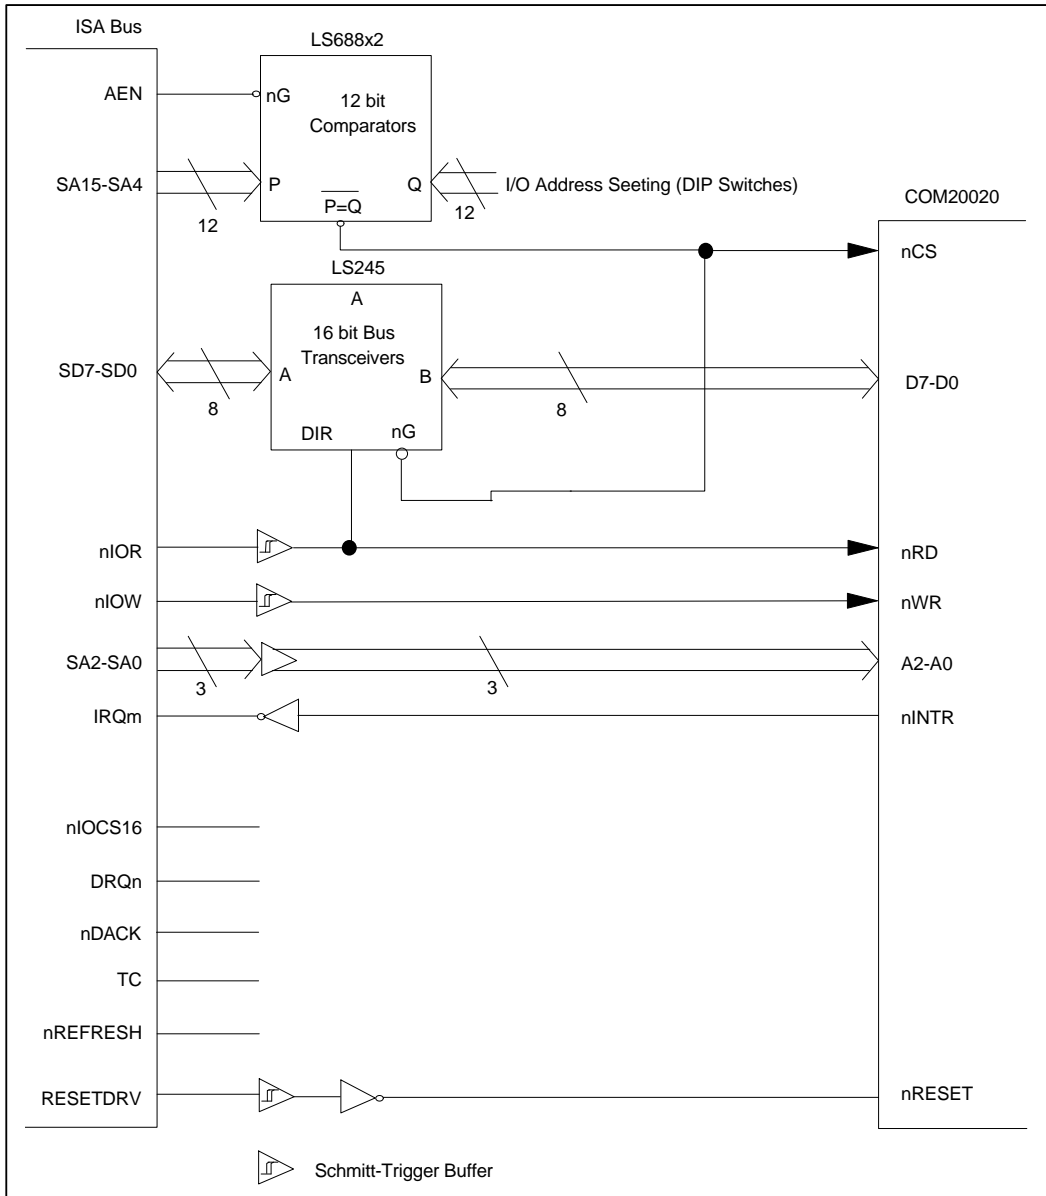 ISA Bus
LS688x2
AEN
nG
12 bit
Comparators
SA15-SA4
P
Q
I/O Address Seeting (DIP Switches)
12
12
P=Q
COM20020
nCS
LS245
A
16 bit Bus
Transceivers
SD7-SD0
A
B
D7-D0
8
8
DIR
nG
nIOR
nRD
nIOW
nWR
SA2-SA0
A2-A0
3
3
IRQm
nINTR
nIOCS16
DRQn
nDACK
TC
nREFRESH
RESETDRV
nRESET
Schmitt-Trigger Buffer